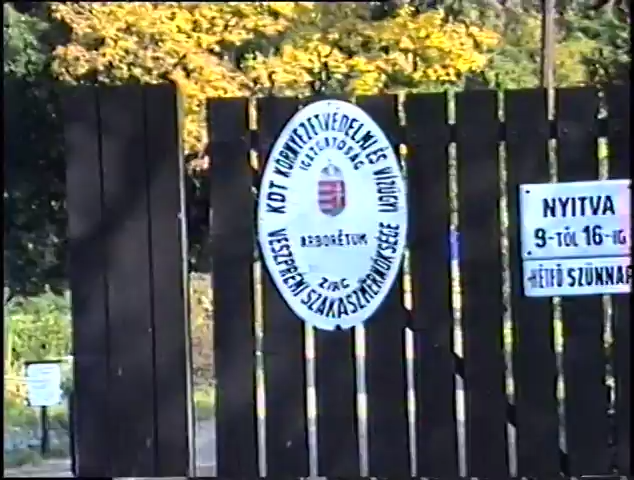 KDT KÖRNYEZETVÉDELMI ÉS VÍZÜGYI
IGAZGATÓSÁG
ARBORÉTUM
ZIRC
VESZPRÉMI SZAKASZMÉRNÖKSÉGE
NYITVA
9-TŐL 16-IG
HÉTFŐ SZÜNNAP